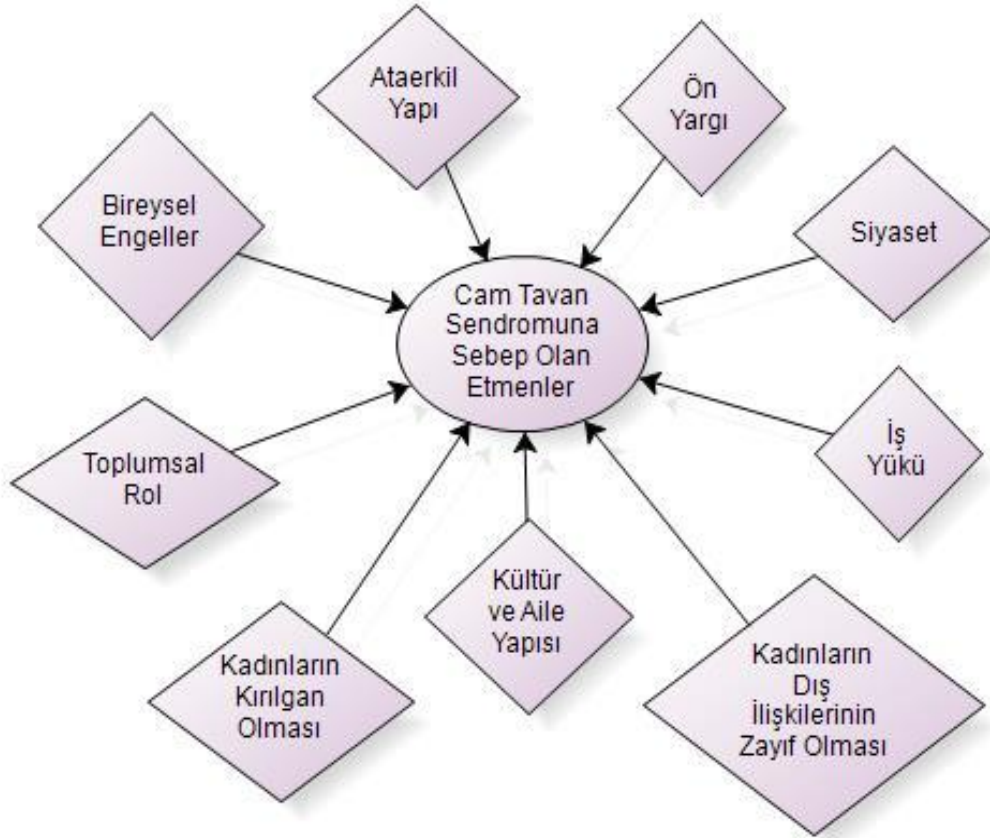 Ataerkil
Yapı
Ön
Yargı
Bireysel
Engeller
Siyaset
Cam Tavan
Sendromuna
Sebep Olan
Etmenler
Toplumsal
Rol
İş
Yükü
Kültür
ve Aile
Yapısı
Kadınların
Kırılgan
Olması
Kadınların
Dış
İlişkilerinin
Zayıf Olması